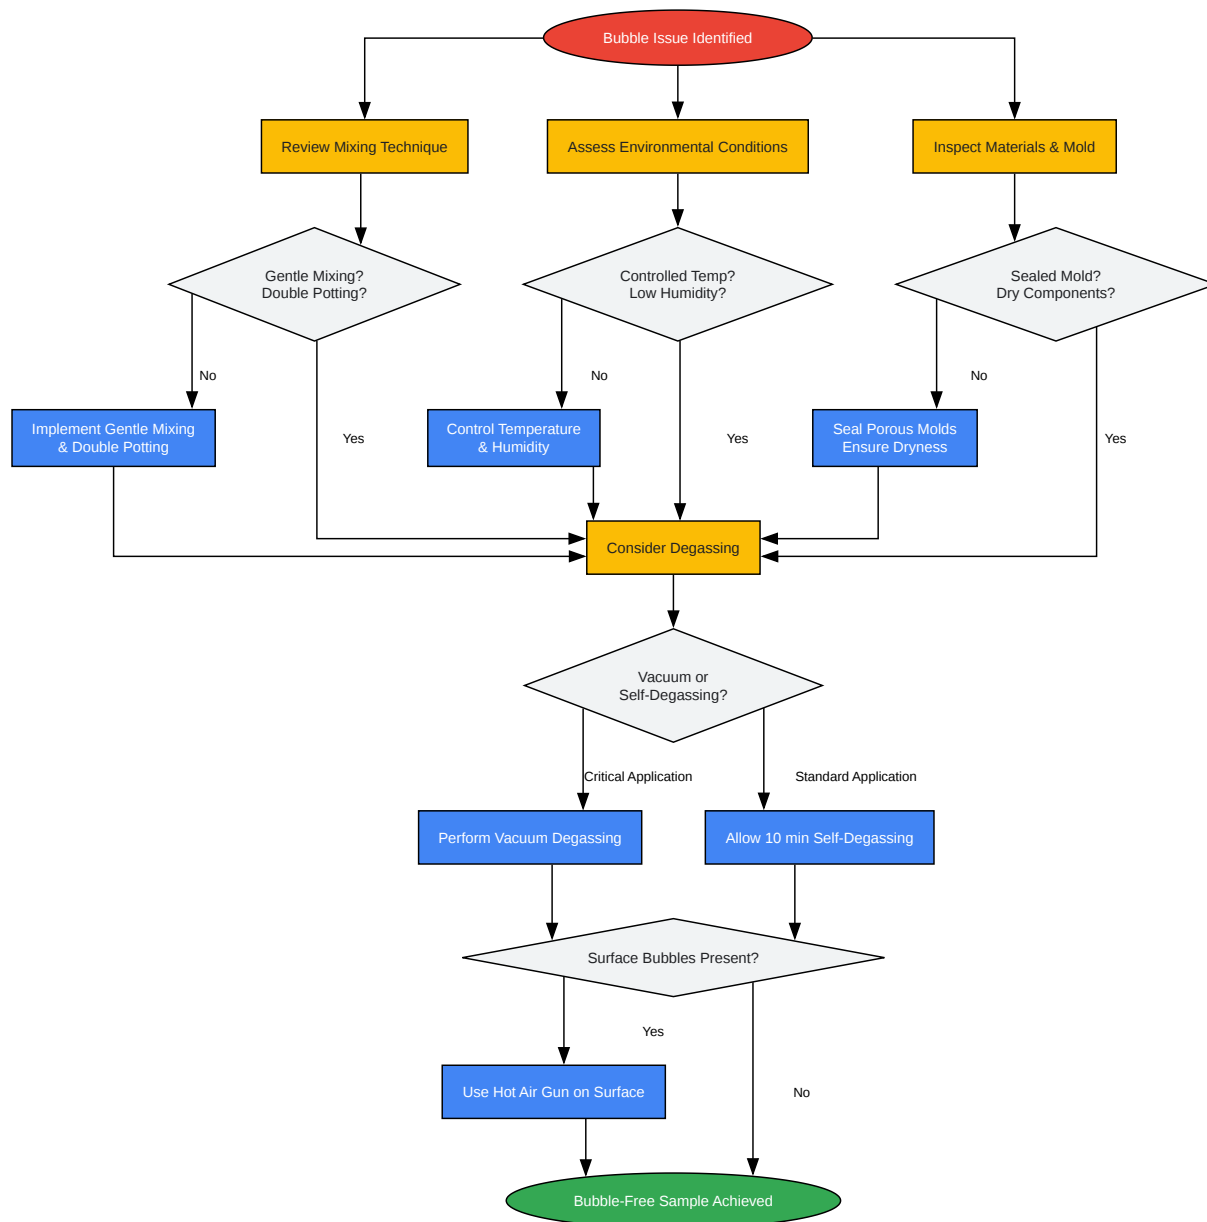 Bubble Issue Identified
Review Mixing Technique
Assess Environmental Conditions
Inspect Materials & Mold
Gentle Mixing?
Double Potting?
Controlled Temp?
Low Humidity?
Sealed Mold?
Dry Components?
No
No
No
Implement Gentle Mixing
& Double Potting
Yes
Control Temperature
& Humidity
Yes
Seal Porous Molds
Ensure Dryness
Yes
Consider Degassing
Vacuum or
Self-Degassing?
Critical Application
Standard Application
Perform Vacuum Degassing
Allow 10 min Self-Degassing
Surface Bubbles Present?
Yes
Use Hot Air Gun on Surface
No
Bubble-Free Sample Achieved